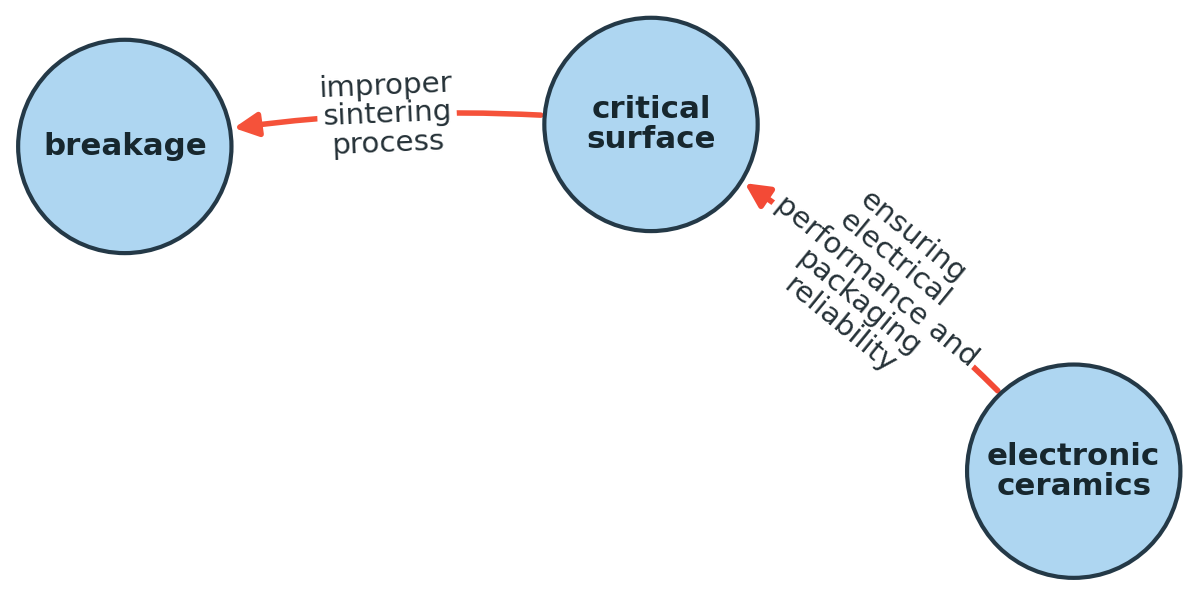 breakage
improper
sintering
process
critical
surface
ensuring
electrical
performance and
packaging
reliability
electronic
ceramics